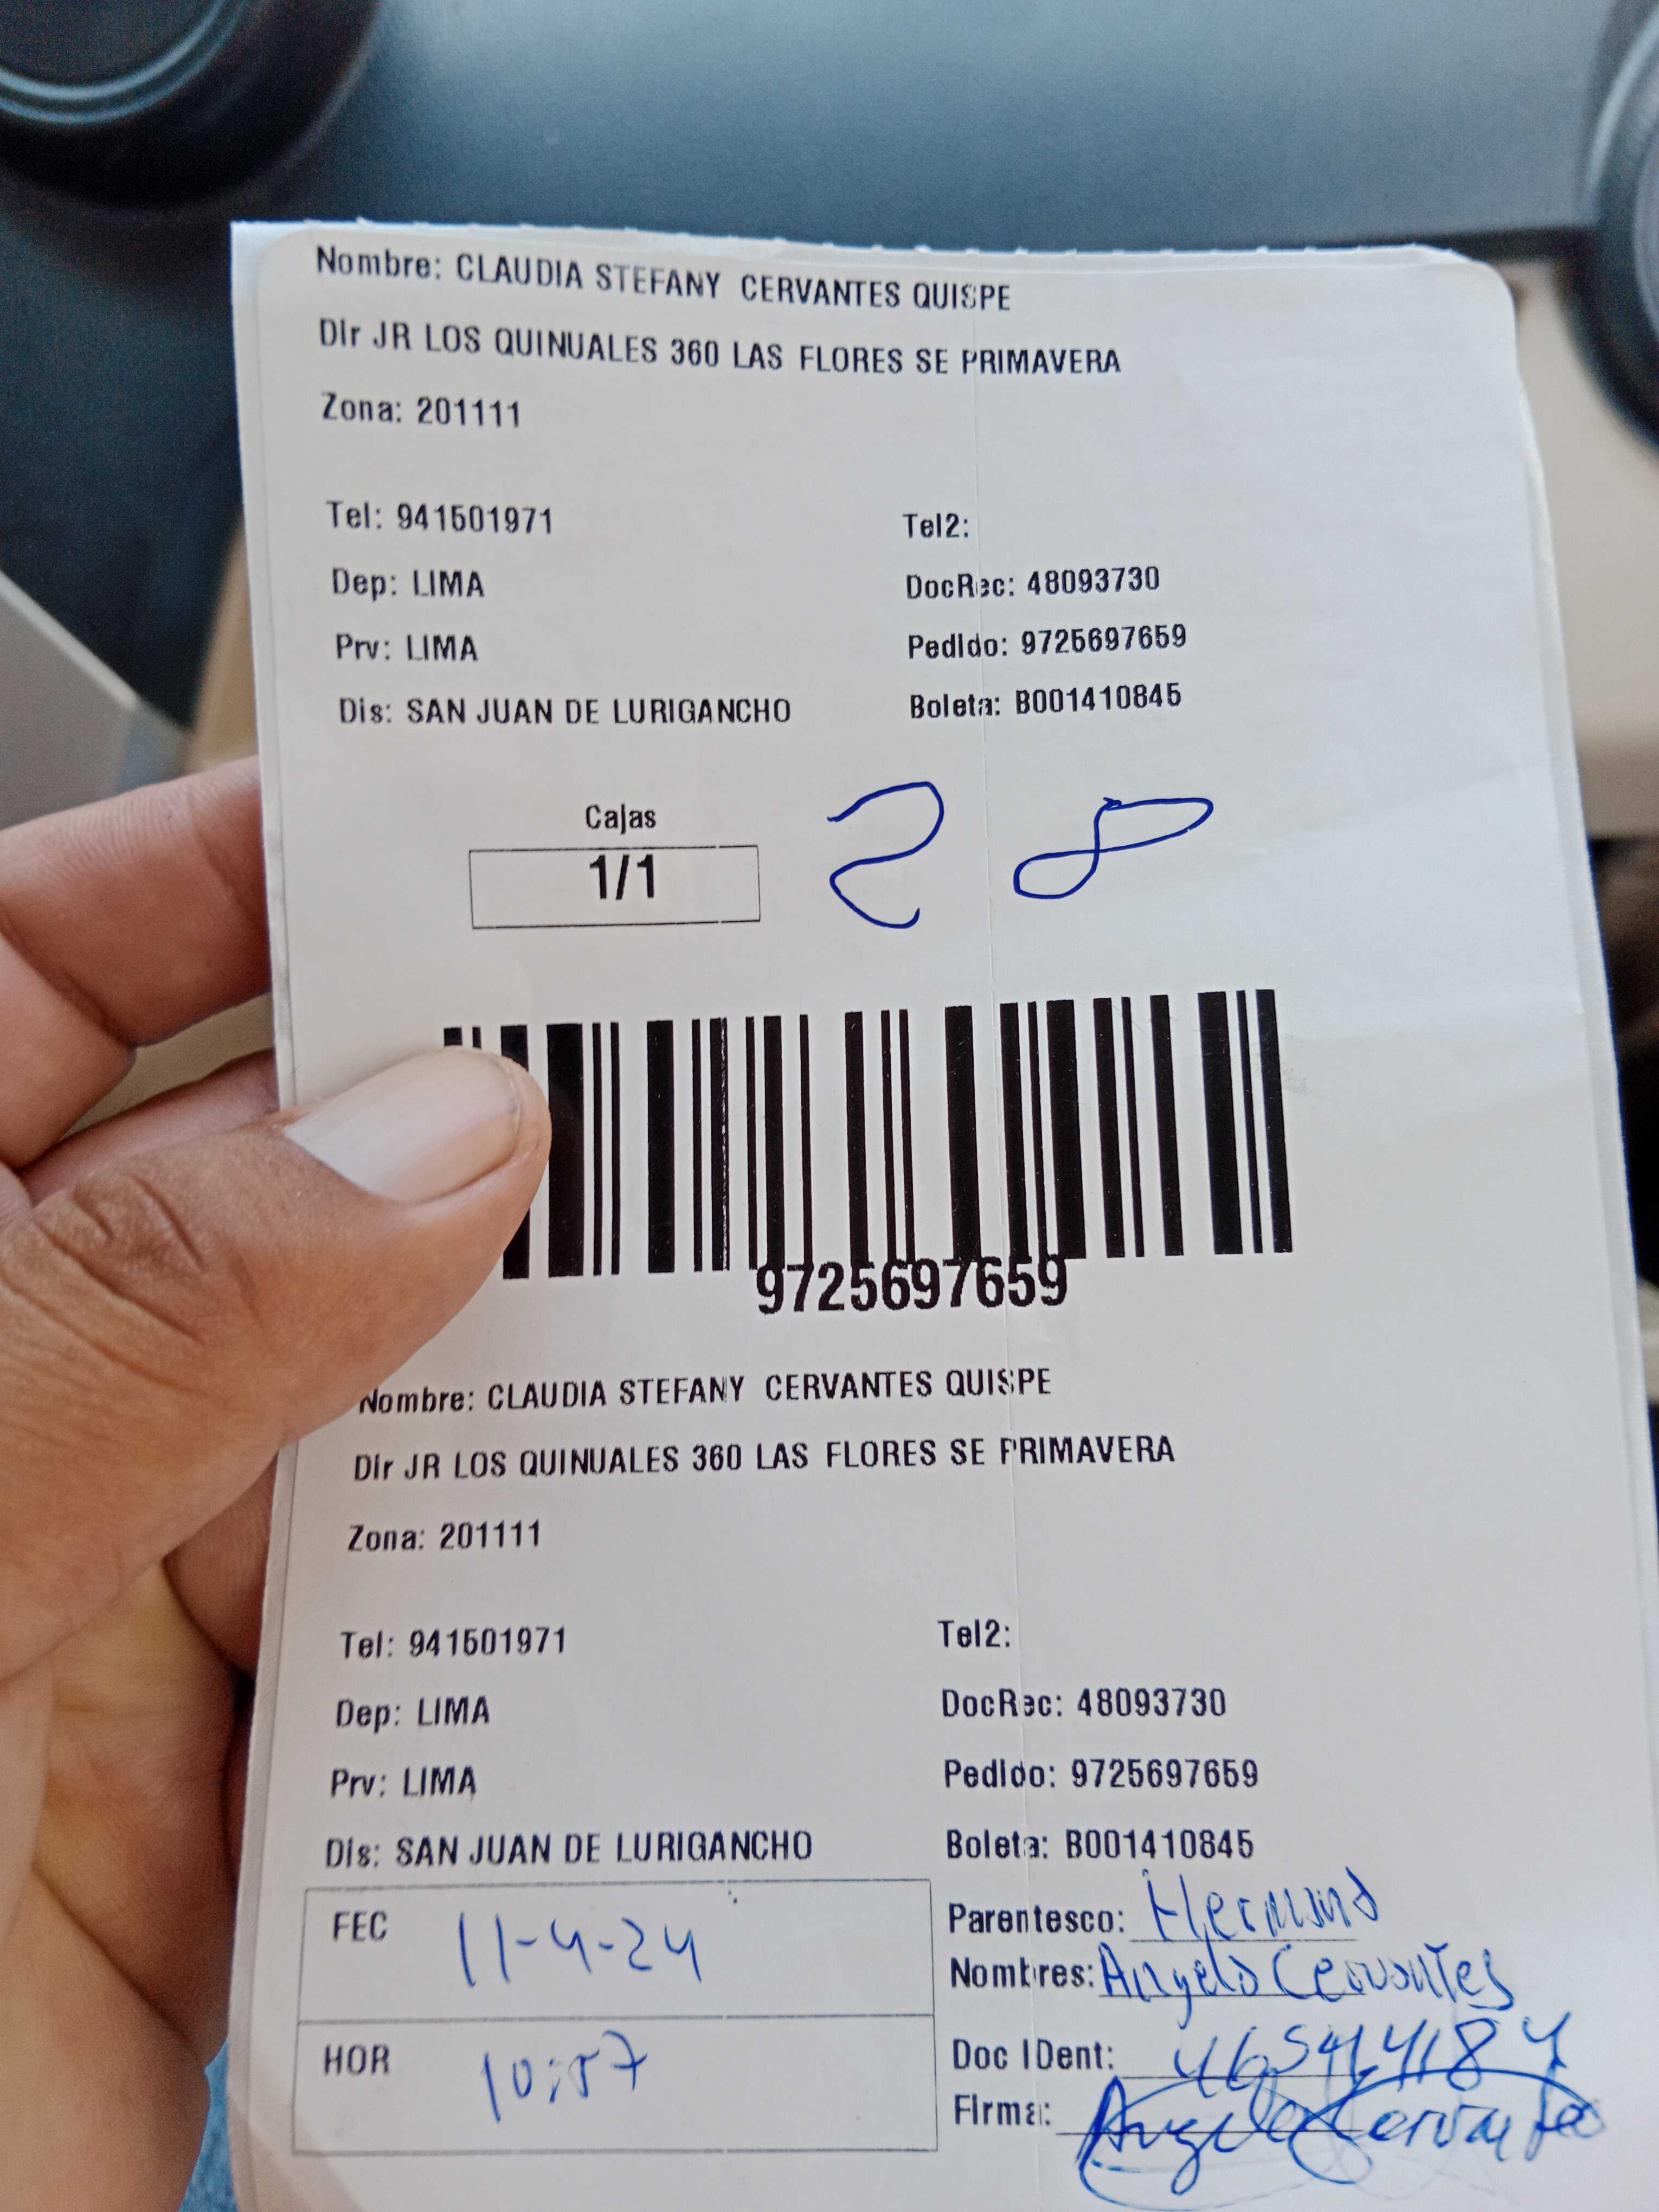 Nombre: CLAUDIA STEFANY CERVANTES QUISPE
Dir JR LOS QUINUALES 360 LAS FLORES SE PRIMAVERA
Zona: 201111
Tel: 941501971 Tel2:
Dep: LIMA DocRec: 48093730
Prv: LIMA Pedido: 9725697659
Dis: SAN JUAN DE LURIGANCHO Boleta: B001410845
Cajas
1/1 28
9725697659
Nombre: CLAUDIA STEFANY CERVANTES QUISPE
Dir JR LOS QUINUALES 360 LAS FLORES SE PRIMAVERA
Zona: 201111
Tel: 941501971 Tel2:
Dep: LIMA DocRec: 48093730
Prv: LIMA Pedido: 9725697659
Dis: SAN JUAN DE LURIGANCHO Boleta: B001410845
FEC 11-4-24
Parentesco: Hermano
Nombres: Angelo Cervantes
HOR 10:57
Doc IDent:
Firma: Angelo Cervantes